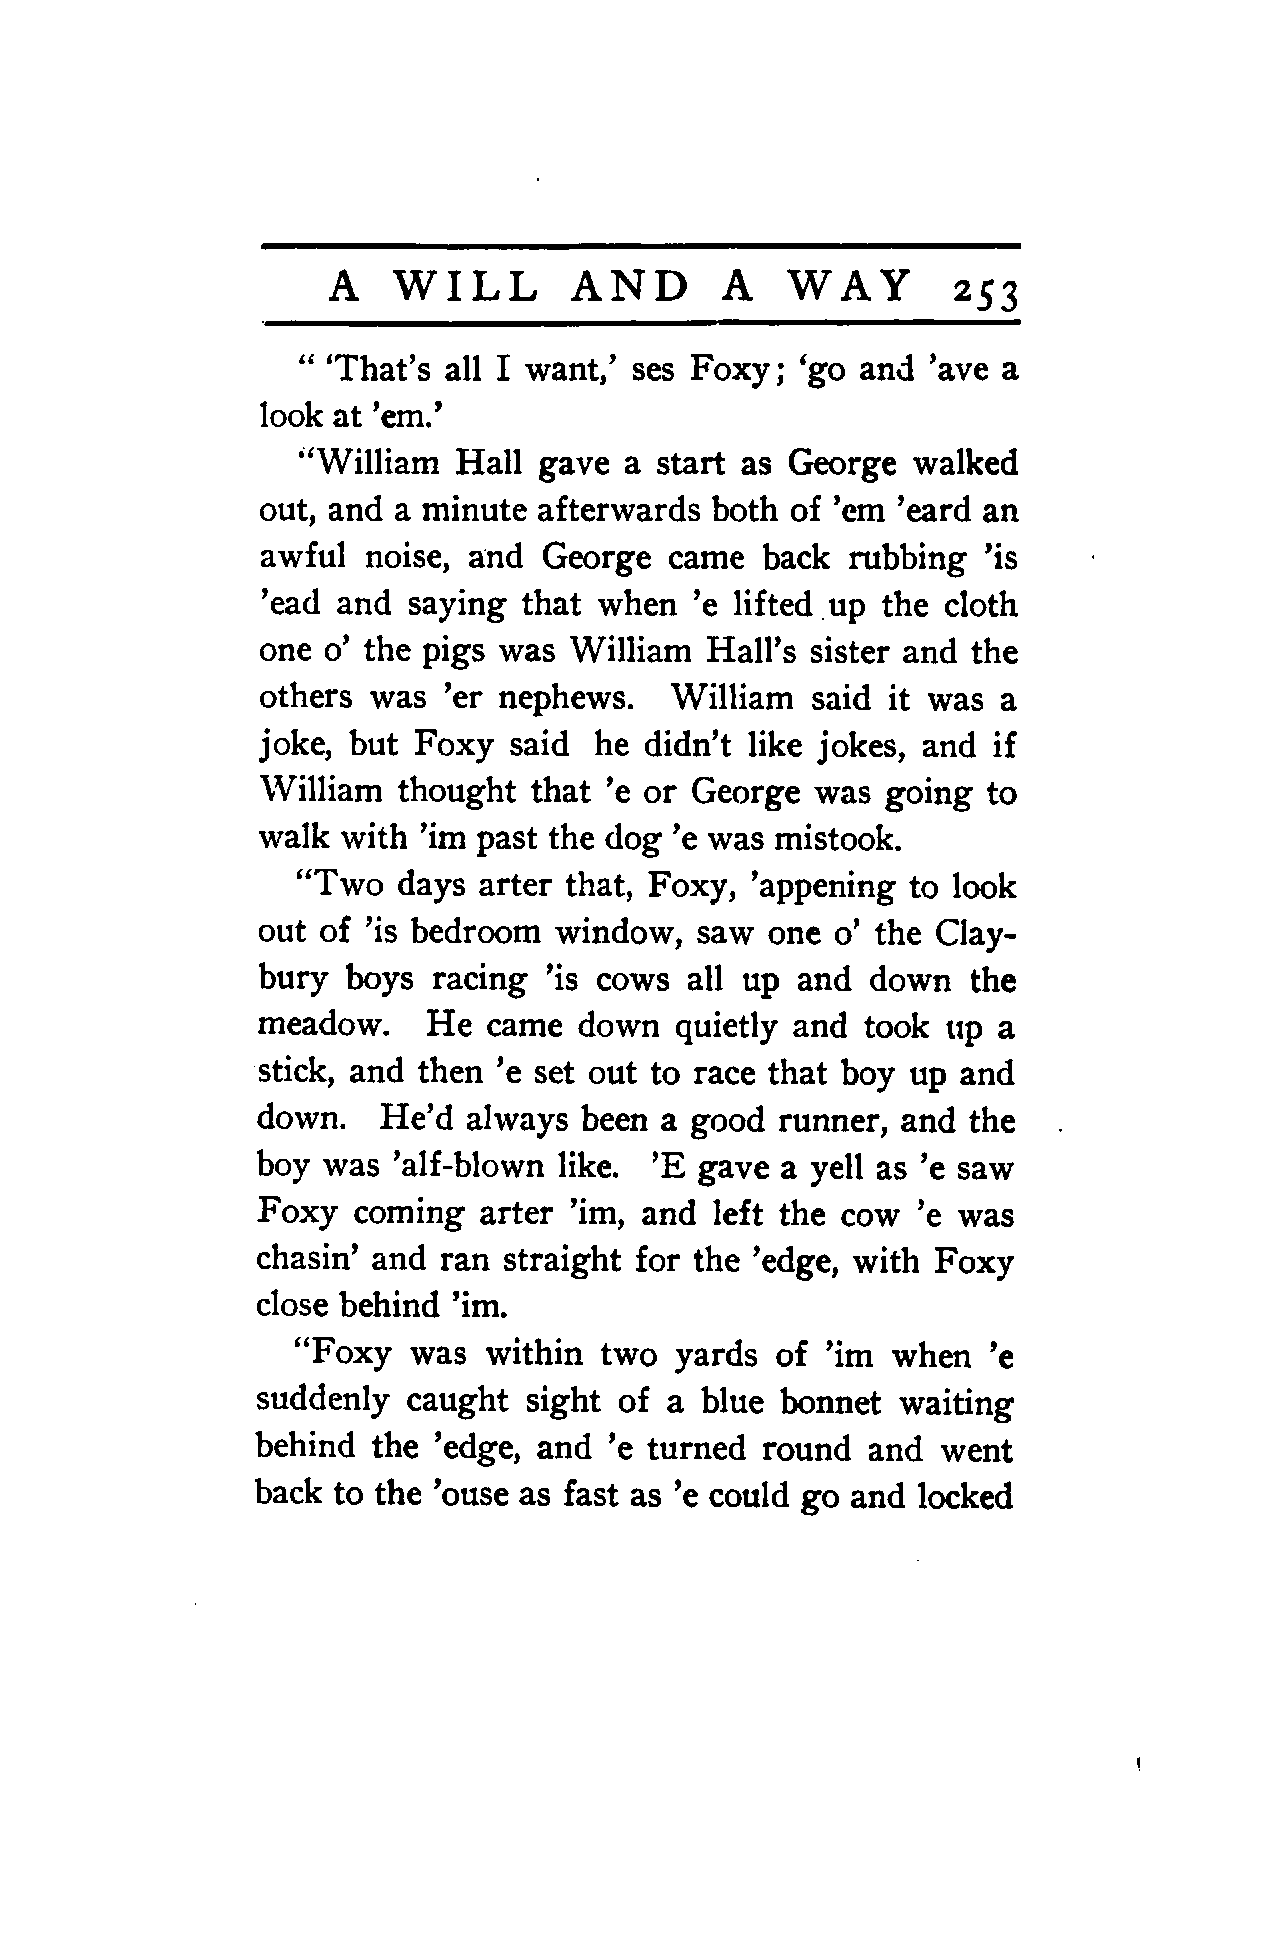 A WILL AND A WAY 253
“ ‘That’s all I want,’ ses Foxy; ‘go and ’ave a
look at ’em.’
“William Hall gave a start as George walked
out, and a minute afterwards both of ’em ’eard an
awful noise, and George came back rubbing ’is
’ead and saying that when ’e lifted up the cloth
one o’ the pigs was William Hall’s sister and the
others was ’er nephews. William said it was a
joke, but Foxy said he didn’t like jokes, and if
William thought that ’e or George was going to
walk with ’im past the dog ’e was mistook.
“Two days arter that, Foxy, ’appening to look
out of ’is bedroom window, saw one o’ the Clay-
bury boys racing ’is cows all up and down the
meadow. He came down quietly and took up a
stick, and then ’e set out to race that boy up and
down. He’d always been a good runner, and the
boy was ’alf-blown like. ’E gave a yell as ’e saw
Foxy coming arter ’im, and left the cow ’e was
chasin’ and ran straight for the ’edge, with Foxy
close behind ’im.
“Foxy was within two yards of ’im when ’e
suddenly caught sight of a blue bonnet waiting
behind the ’edge, and ’e turned round and went
back to the ’ouse as fast as ’e could go and locked